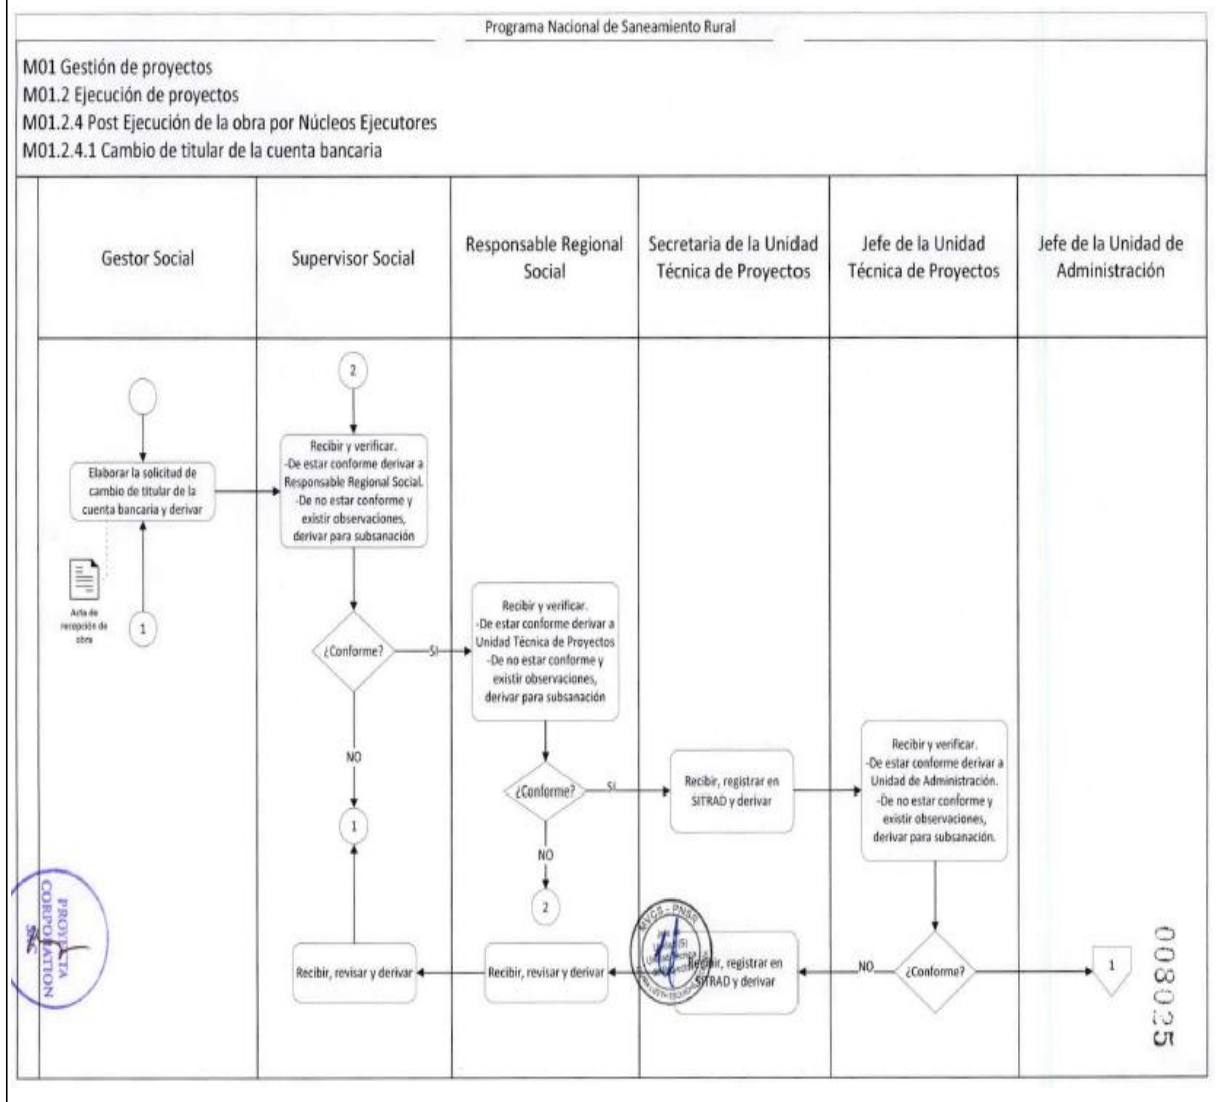 Programa Nacional de Saneamiento Rural
M01 Gestión de proyectos
M01.2 Ejecución de proyectos
M01.2.4 Post Ejecución de la obra por Núcleos Ejecutores
M01.2.4.1 Cambio de titular de la cuenta bancaria
Gestor Social
Supervisor Social
Responsable Regional
Social
Secretaria de la Unidad
Técnica de Proyectos
Jefe de la Unidad
Técnica de Proyectos
Jefe de la Unidad de
Administración
Elaborar la solicitud de
cambio de titular de la
cuenta bancaria y derivar
Acta de
recepción de
obra
1
2
Recibir y verificar.
-De estar conforme derivar a
Responsable Regional Social.
-De no estar conforme y
existir observaciones,
derivar para subsanación
¿Conforme?
SI
NO
1
Recibir, revisar y derivar
Recibir y verificar.
-De estar conforme derivar a
Unidad Técnica de Proyectos
-De no estar conforme y
existir observaciones,
derivar para subsanación
¿Conforme?
SI
NO
2
Recibir, revisar y derivar
Recibir, registrar en
SITRAD y derivar
MVCS - PNSR
Recibir, registrar en
SITRAD y derivar
Recibir y verificar.
-De estar conforme derivar a
Unidad de Administración.
-De no estar conforme y
existir observaciones,
derivar para subsanación.
¿Conforme?
NO
1
PROYECTA
CORPORATION
SAC
008025